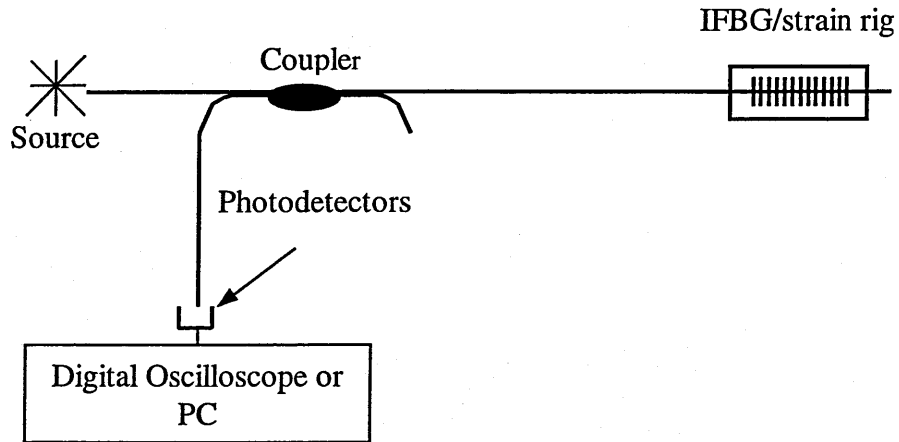 IFBG/strain rig
Coupler
Source
Photodetectors
Digital Oscilloscope or
PC